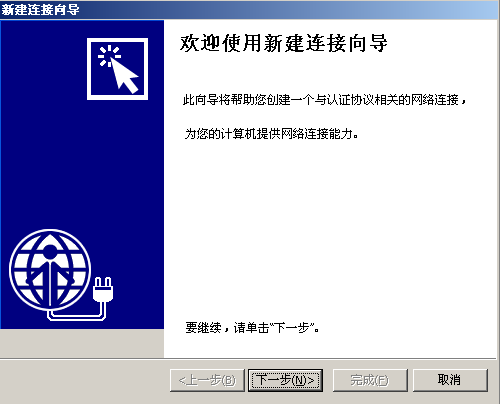 新建连接向导
欢迎使用新建连接向导
此向导将帮助您创建一个与认证协议相关的网络连接，
为您的计算机提供网络连接能力。
要继续，请单击“下一步”。
<上一步(B) 下一步(N)> 完成(F) 取消